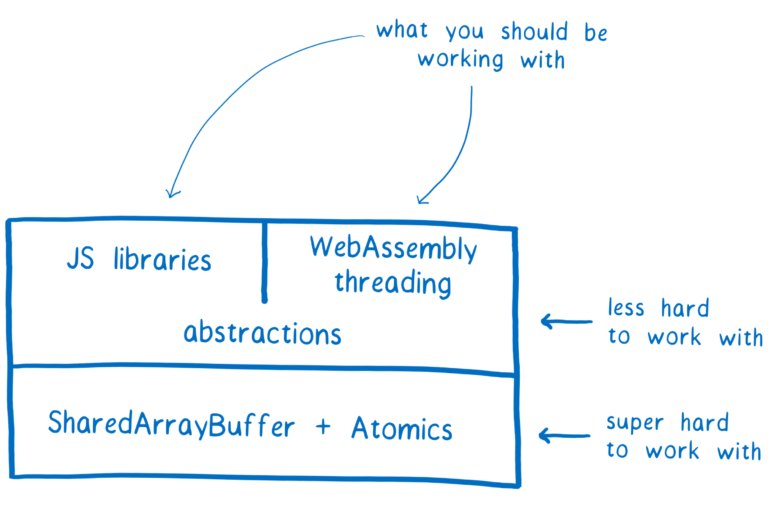 what you should be
working with
JS libraries
WebAssembly
threading
abstractions
less hard
to work with
SharedArrayBuffer + Atomics
super hard
to work with